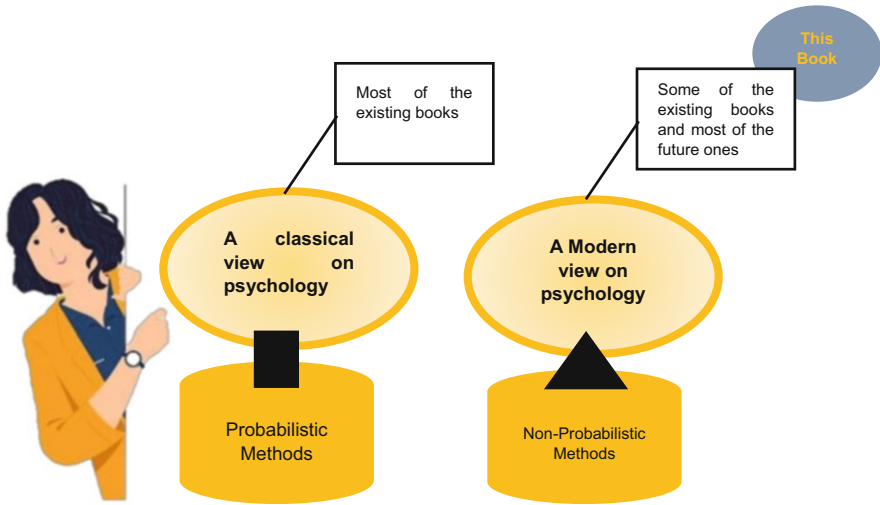 This
Book
Most of the
existing books
Some of the
existing books
and most of the
future ones
A classical
view on
psychology
A Modern
view on
psychology
Probabilistic
Methods
Non-Probabilistic
Methods